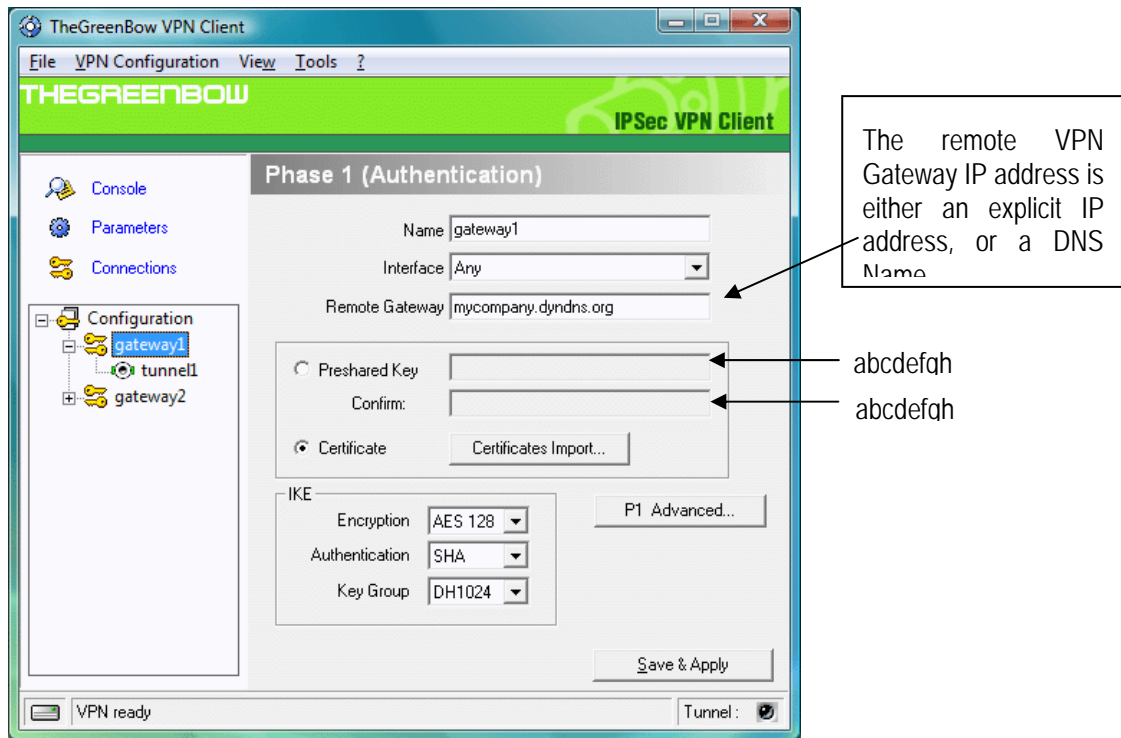 TheGreenBow VPN Client
File VPN Configuration View Tools ?
THEGREENBOW
IPSec VPN Client
Console
Parameters
Connections
Configuration
gateway1
tunnel1
gateway2
Phase 1 (Authentication)
Name gateway1
Interface Any
Remote Gateway mycompany.dyndns.org
Preshared Key
Confirm:
Certificate Certificates Import...
IKE
Encryption AES 128
Authentication SHA
Key Group DH1024
P1 Advanced...
Save & Apply
VPN ready
Tunnel :
The remote VPN
Gateway IP address is
either an explicit IP
address, or a DNS
Name
abcdefgh
abcdefgh